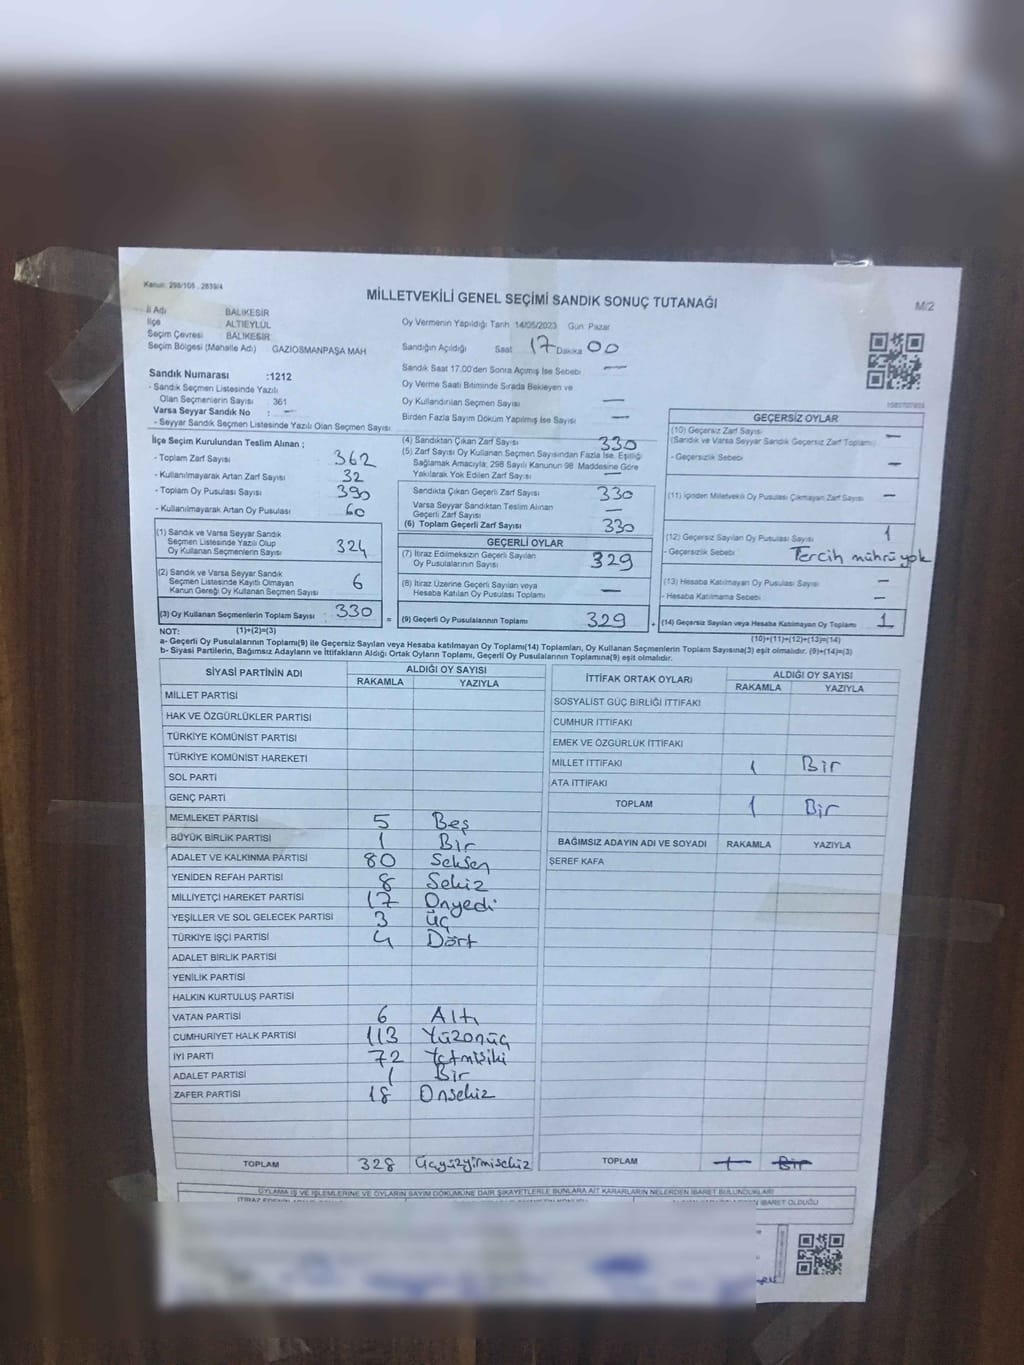 Kanun: 298/105 , 2839/4
MİLLETVEKİLİ GENEL SEÇİMİ SANDIK SONUÇ TUTANAĞI
M/2
İl Adı BALIKESİR
İlçe ALTIEYLÜL
Seçim Çevresi BALIKESİR
Seçim Bölgesi (Mahalle Adı) GAZİOSMANPAŞA MAH
Sandık Numarası :1212
- Sandık Seçmen Listesinde Yazılı
Olan Seçmenlerin Sayısı 361
Varsa Seyyar Sandık No : —
- Seyyar Sandık Seçmen Listesinde Yazılı Olan Seçmen Sayısı
Oy Vermenin Yapıldığı Tarih 14/05/2023 Gün: Pazar
Sandığın Açıldığı Saat 17 Dakika 00
Sandık Saat 17.00'den Sonra Açımış İse Sebebi —
Oy Verme Saati Bitiminde Sırada Bekleyen ve
Oy Kullandırılan Seçmen Sayısı —
Birden Fazla Sayım Döküm Yapılmış İse Sayısı —
İlçe Seçim Kurulundan Teslim Alınan ;
- Toplam Zarf Sayısı 362
- Kullanılmayarak Artan Zarf Sayısı 32
- Toplam Oy Pusulası Sayısı 390
- Kullanılmayarak Artan Oy Pusulası 60
(1) Sandık ve Varsa Seyyar Sandık
Seçmen Listesinde Yazılı Olup
Oy Kullanan Seçmenlerin Sayısı 324
(2) Sandık ve Varsa Seyyar Sandık
Seçmen Listesinde Kayıtlı Olmayan
Kanun Gereği Oy Kullanan Seçmen Sayısı 6
(3) Oy Kullanan Seçmenlerin Toplam Sayısı 330
(4) Sandıktan Çıkan Zarf Sayısı 330
(5) Zarf Sayısı Oy Kullanan Seçmen Sayısından Fazla İse, Eşitliği
Sağlamak Amacıyla; 298 Sayılı Kanunun 98. Maddesine Göre
Yakılarak Yok Edilen Zarf Sayısı —
Sandıkta Çıkan Geçerli Zarf Sayısı 330
Varsa Seyyar Sandıktan Teslim Alınan
Geçerli Zarf Sayısı —
(6) Toplam Geçerli Zarf Sayısı 330
GEÇERLİ OYLAR
(7) İtiraz Edilmeksizin Geçerli Sayılan
Oy Pusulalarının Sayısı 329
(8) İtiraz Üzerine Geçerli Sayılan veya
Hesaba Katılan Oy Pusulası Toplamı —
= (9) Geçerli Oy Pusulalarının Toplamı 329
GEÇERSİZ OYLAR
(10) Geçersiz Zarf Sayısı
(Sandık ve Varsa Seyyar Sandık Geçersiz Zarf Toplamı) —
- Geçersizlik Sebebi —
(11) İçinden Milletvekili Oy Pusulası Çıkmayan Zarf Sayısı —
(12) Geçersiz Sayılan Oy Pusulası Sayısı 1
- Geçersizlik Sebebi Tercih mührü yok
(13) Hesaba Katılmayan Oy Pusulası Sayısı —
- Hesaba Katılmama Sebebi —
+ (14) Geçersiz Sayılan veya Hesaba Katılmayan Oy Toplamı 1
NOT: (1)+(2)=(3)
(10)+(11)+(12)+(13)=(14)
a- Geçerli Oy Pusulalarının Toplamı(9) ile Geçersiz Sayılan veya Hesaba katılmayan Oy Toplamı(14) Toplamları, Oy Kullanan Seçmenlerin Toplam Sayısına(3) eşit olmalıdır. (9)+(14)=(3)
b- Siyasi Partilerin, Bağımsız Adayların ve İttifakların Aldığı Oyların Toplamı, Geçerli Oy Pusulalarının Toplamına(9) eşit olmalıdır.
SİYASİ PARTİNİN ADI ALDIĞI OY SAYISI
RAKAMLA YAZIYLA
MİLLET PARTİSİ
HAK VE ÖZGÜRLÜKLER PARTİSİ
TÜRKİYE KOMÜNİST PARTİSİ
TÜRKİYE KOMÜNİST HAREKETİ
SOL PARTİ
GENÇ PARTİ
MEMLEKET PARTİSİ 5 Beş
BÜYÜK BİRLİK PARTİSİ 1 Bir
ADALET VE KALKINMA PARTİSİ 80 Seksen
YENİDEN REFAH PARTİSİ 8 Sekiz
MİLLİYETÇİ HAREKET PARTİSİ 17 Onyedi
YEŞİLLER VE SOL GELECEK PARTİSİ 3 Üç
TÜRKİYE İŞÇİ PARTİSİ 4 Dört
ADALET BİRLİK PARTİSİ
YENİLİK PARTİSİ
HALKIN KURTULUŞ PARTİSİ
VATAN PARTİSİ 6 Altı
CUMHURİYET HALK PARTİSİ 113 Yüzonüç
İYİ PARTİ 72 Yetmişiki
ADALET PARTİSİ 1 Bir
ZAFER PARTİSİ 18 Onsekiz
TOPLAM 328 Üçyüzyirmisekiz
İTTİFAK ORTAK OYLARI ALDIĞI OY SAYISI
RAKAMLA YAZIYLA
SOSYALİST GÜÇ BİRLİĞİ İTTİFAKI
CUMHUR İTTİFAKI
EMEK VE ÖZGÜRLÜK İTTİFAKI
MİLLET İTTİFAKI 1 Bir
ATA İTTİFAKI
TOPLAM 1 Bir
BAĞIMSIZ ADAYIN ADI VE SOYADI RAKAMLA YAZIYLA
ŞEREF KAFA
TOPLAM 1 Bir
OYLAMA İŞ VE İŞLEMLERİNE VE OYLARIN SAYIM DÖKÜMÜNE DAİR ŞİKAYETLERLE BUNLARA AİT KARARLARIN NELERDEN İBARET BULUNDUKLARI
İBARET OLDUĞU